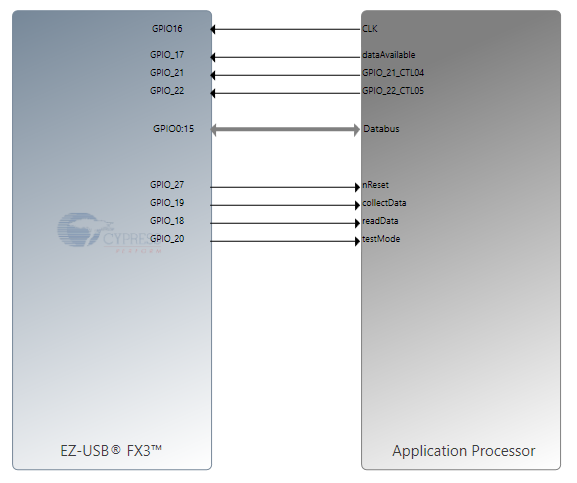 GPIO16 CLK
GPIO_17 dataAvailable
GPIO_21 GPIO_21_CTL04
GPIO_22 GPIO_22_CTL05
GPIO0:15 Databus
GPIO_27 nReset
GPIO_19 collectData
GPIO_18 readData
GPIO_20 testMode
CYPRESS
PLATFORM
EZ-USB® FX3™ Application Processor